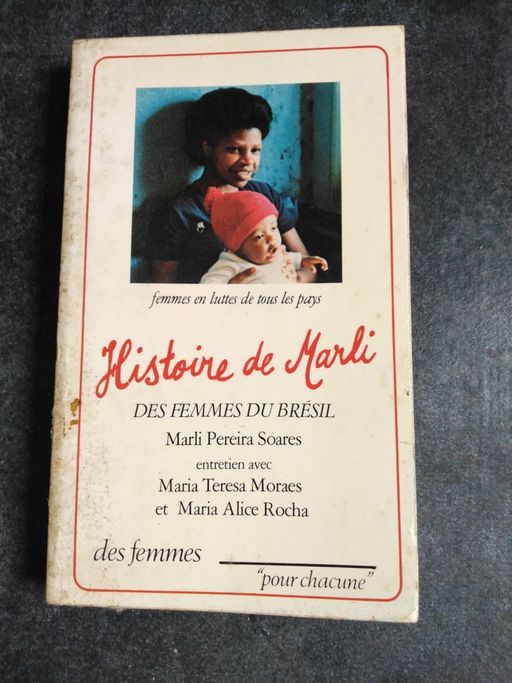 femmes en luttes de tous les pays
Histoire de Marli
DES FEMMES DU BRÉSIL
Marli Pereira Soares
entretien avec
Maria Teresa Moraes
et Maria Alice Rocha
des femmes
"pour chacune"